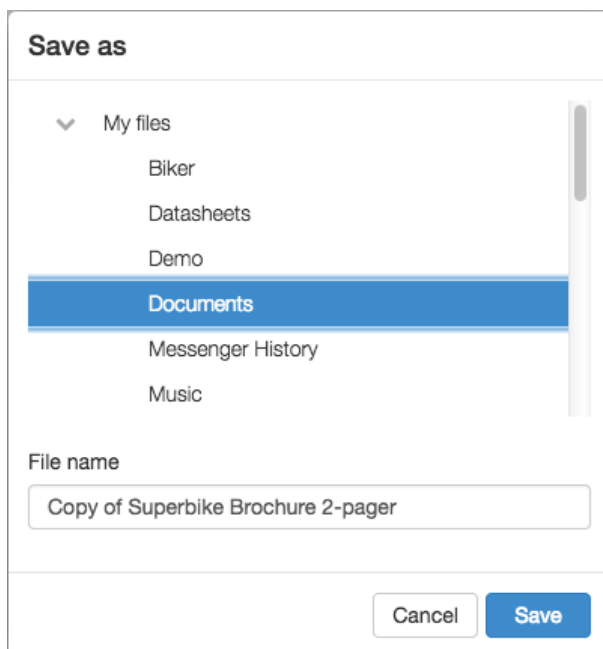 Save as
My files
Biker
Datasheets
Demo
Documents
Messenger History
Music
File name
Copy of Superbike Brochure 2-pager
Cancel Save